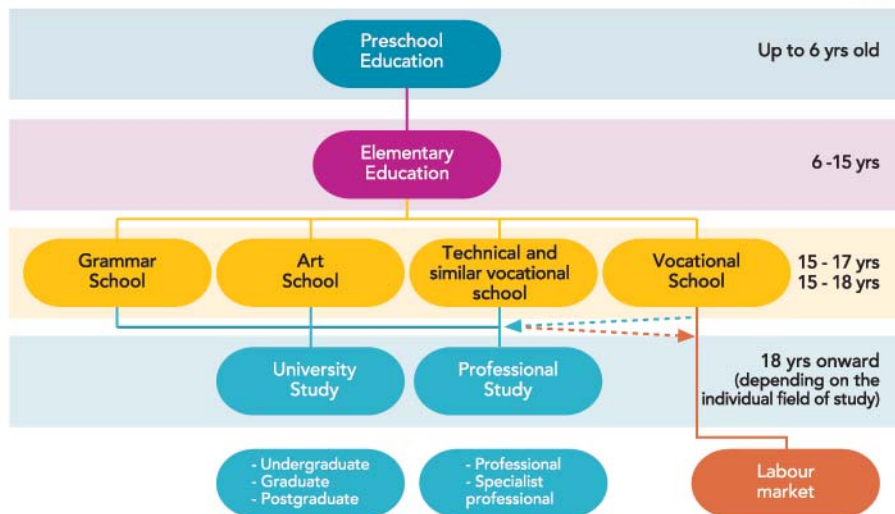 Preschool
Education
Up to 6 yrs old
Elementary
Education
6 -15 yrs
Grammar
School
Art
School
Technical and
similar vocational
school
Vocational
School
15 - 17 yrs
15 - 18 yrs
University
Study
Professional
Study
18 yrs onward
(depending on the
individual field of study)
- Undergraduate
- Graduate
- Postgraduate
- Professional
- Specialist
professional
Labour
market